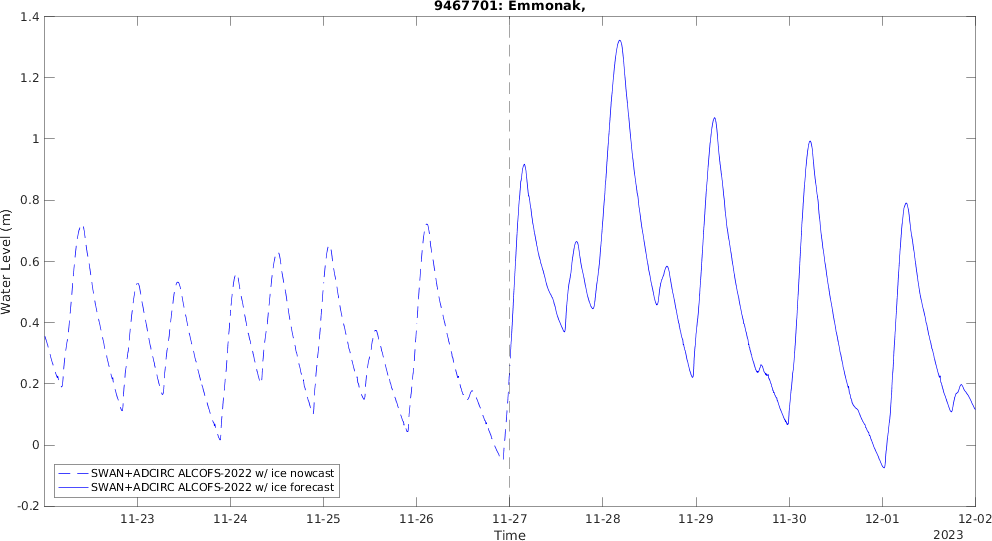 9467701: Emmonak,
1.4
1.2
1
0.8
0.6
0.4
0.2
0
-0.2
Water Level (m)
SWAN+ADCIRC ALCOFS-2022 w/ ice nowcast
SWAN+ADCIRC ALCOFS-2022 w/ ice forecast
11-23 11-24 11-25 11-26 11-27 11-28 11-29 11-30 12-01 12-02
Time
2023